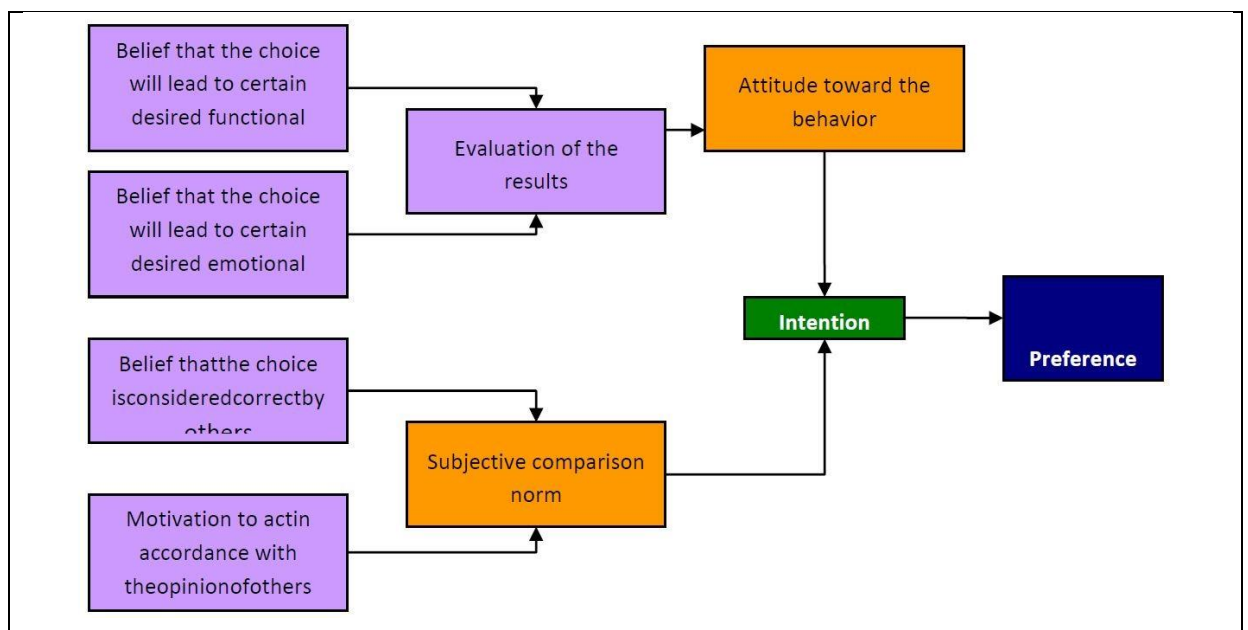 Belief that the choice
will lead to certain
desired functional
Belief that the choice
will lead to certain
desired emotional
Evaluation of the
results
Attitude toward the
behavior
Belief thatthe choice
isconsideredcorrectby
others
Motivation to actin
accordance with
theopinionofothers
Subjective comparison
norm
Intention
Preference